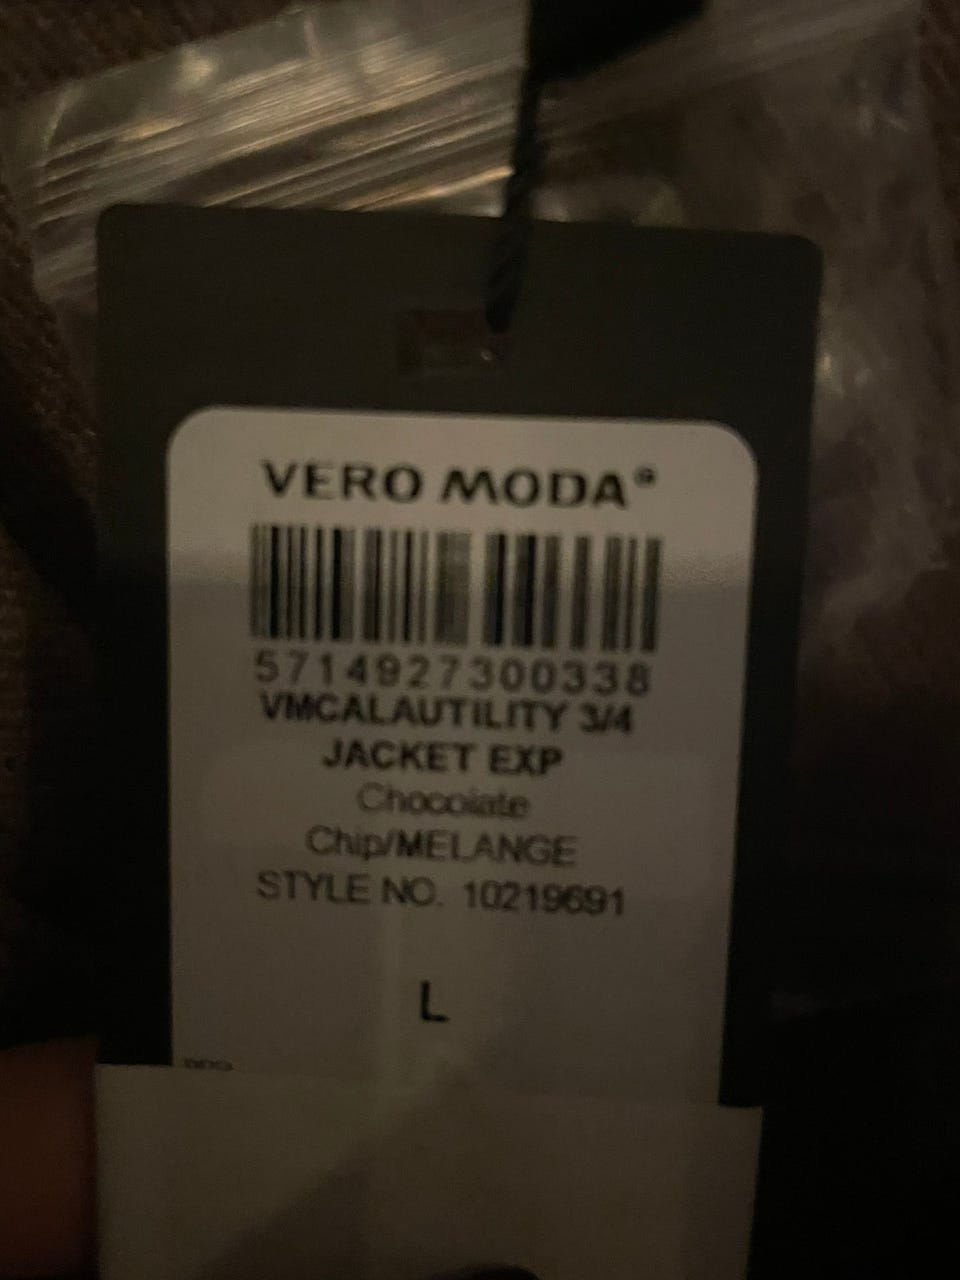 VERO MODA®
5714927300338
VMCALAUTILITY 3/4
JACKET EXP
Chocolate
Chip/MELANGE
STYLE NO. 10219691
L